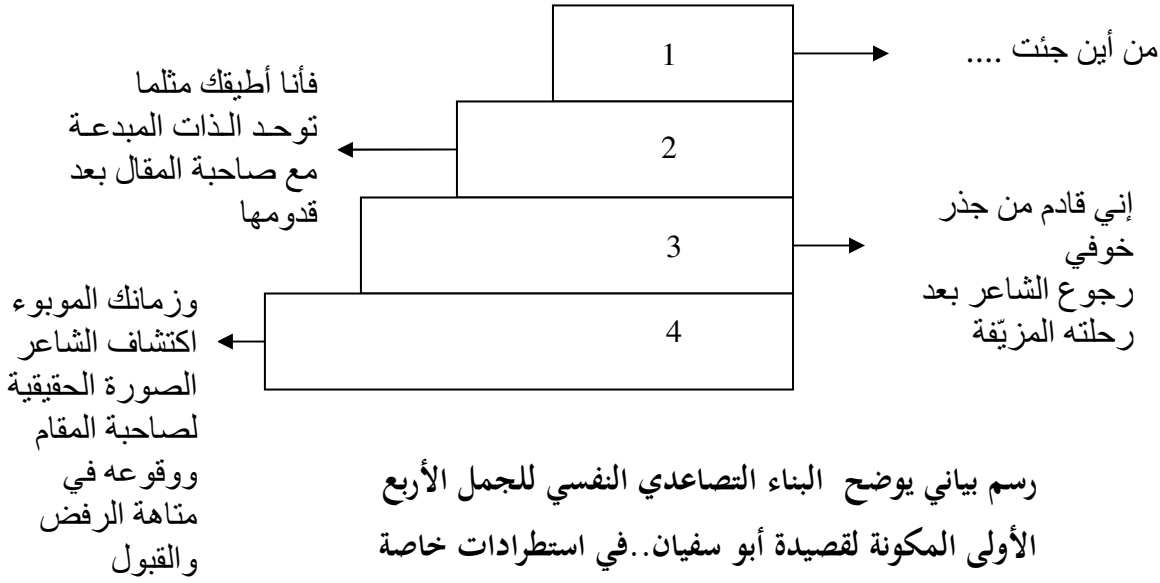 1
من أين جئت ....
فأنا أطيقك مثلما
توحد الذات المبدعة
مع صاحبة المقال بعد
قدومها
2
إني قادم من جذر
خوفي
رجوع الشاعر بعد
رحلته المزيّفة
3
وزمانك الموبوء
اكتشاف الشاعر
الصورة الحقيقية
لصاحبة المقام
ووقوعه في
متاهة الرفض
والقبول
4
رسم بياني يوضح البناء التصاعدي النفسي للجمل الأربع
الأولى المكونة لقصيدة أبو سفيان..في استطرادات خاصة